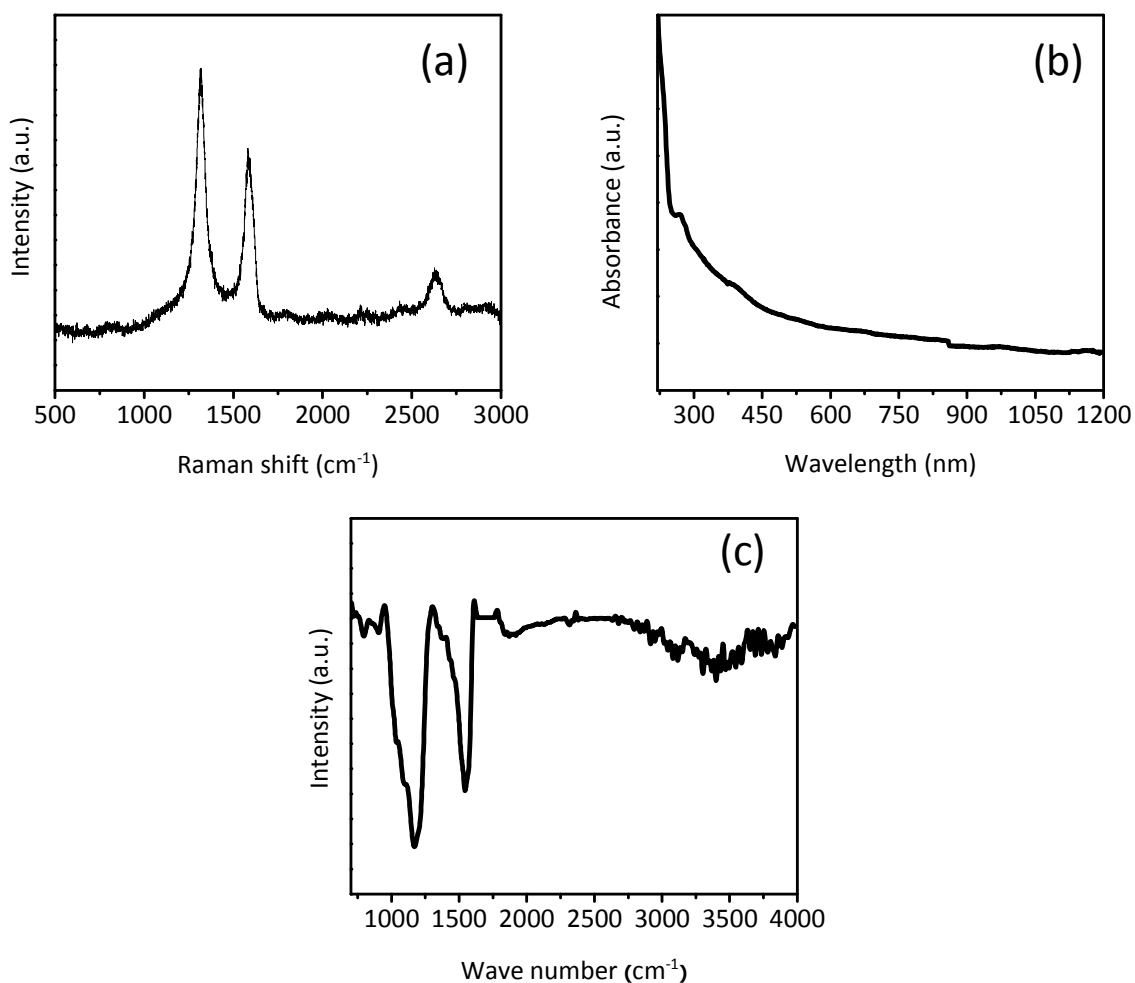 (a)
Intensity (a.u.)
500 1000 1500 2000 2500 3000
Raman shift (cm-1)
(b)
Absorbance (a.u.)
300 450 600 750 900 1050 1200
Wavelength (nm)
(c)
Intensity (a.u.)
1000 1500 2000 2500 3000 3500 4000
Wave number (cm-1)